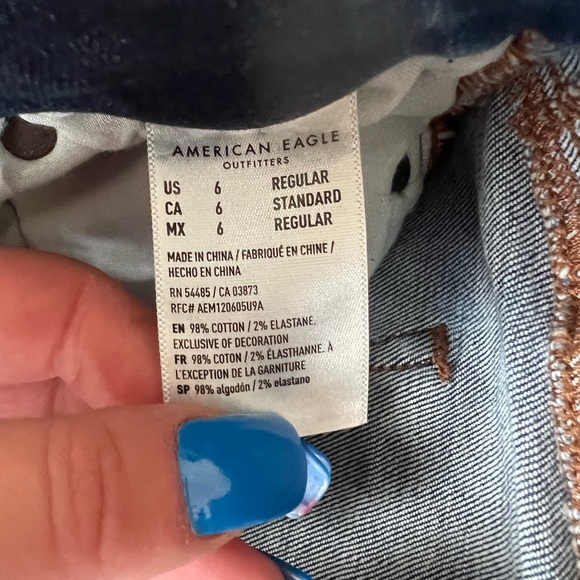 AMERICAN EAGLE
OUTFITTERS
US 6 REGULAR
CA 6 STANDARD
MX 6 REGULAR
MADE IN CHINA / FABRIQUÉ EN CHINE /
HECHO EN CHINA
RN 54485 / CA 03873
RFC# AEM120605U9A
EN 98% COTTON / 2% ELASTANE.
EXCLUSIVE OF DECORATION
FR 98% COTON / 2% ÉLASTHANNE. À
L'EXCEPTION DE LA GARNITURE
SP 98% algodón / 2% elastano